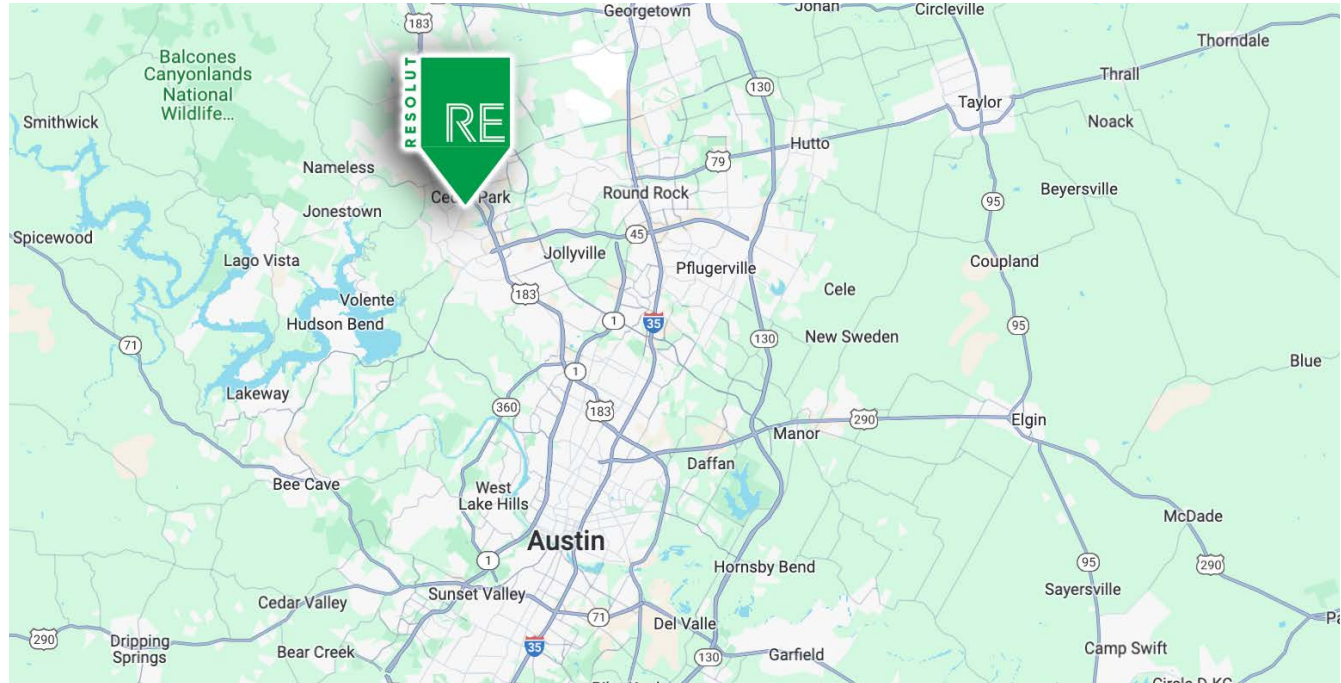 Georgetown
Jonah
Circleville
183
Thorndale
Balcones
Canyonlands
National
Wildlife...
RESOLUT
RE
130
Thrall
Taylor
Smithwick
Noack
Hutto
79
Nameless
Round Rock
Beyersville
Park
Jonestown
95
Spicewood
45
Lago Vista
Jollyville
Pflugerville
Coupland
Volente
183
Cele
Hudson Bend
1
35
95
71
130
New Sweden
Blue
1
Lakeway
360
183
290
Elgin
Manor
Daffan
Bee Cave
West
Lake Hills
McDade
Austin
1
Hornsby Bend
95
290
Sayersville
Cedar Valley
Sunset Valley
71
Del Valle
290
Dripping
Springs
Bear Creek
35
130
Garfield
Camp Swift